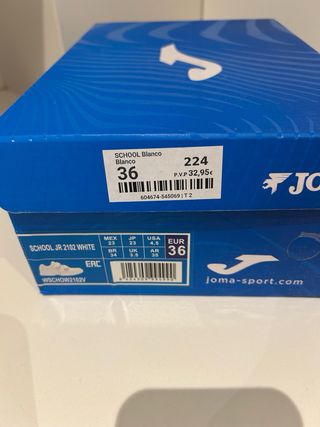 SCHOOL Blanco
Blanco
36 224
P.V.P 32,95€
604674-545069 | T 2
JO
SCHOOL JR 2102 WHITE
WSCHOW2102V
EAC
MEX 23 JP 23 USA 4,5
BR 34 UK 3.5 AR 35
EUR 36
joma-sport.com